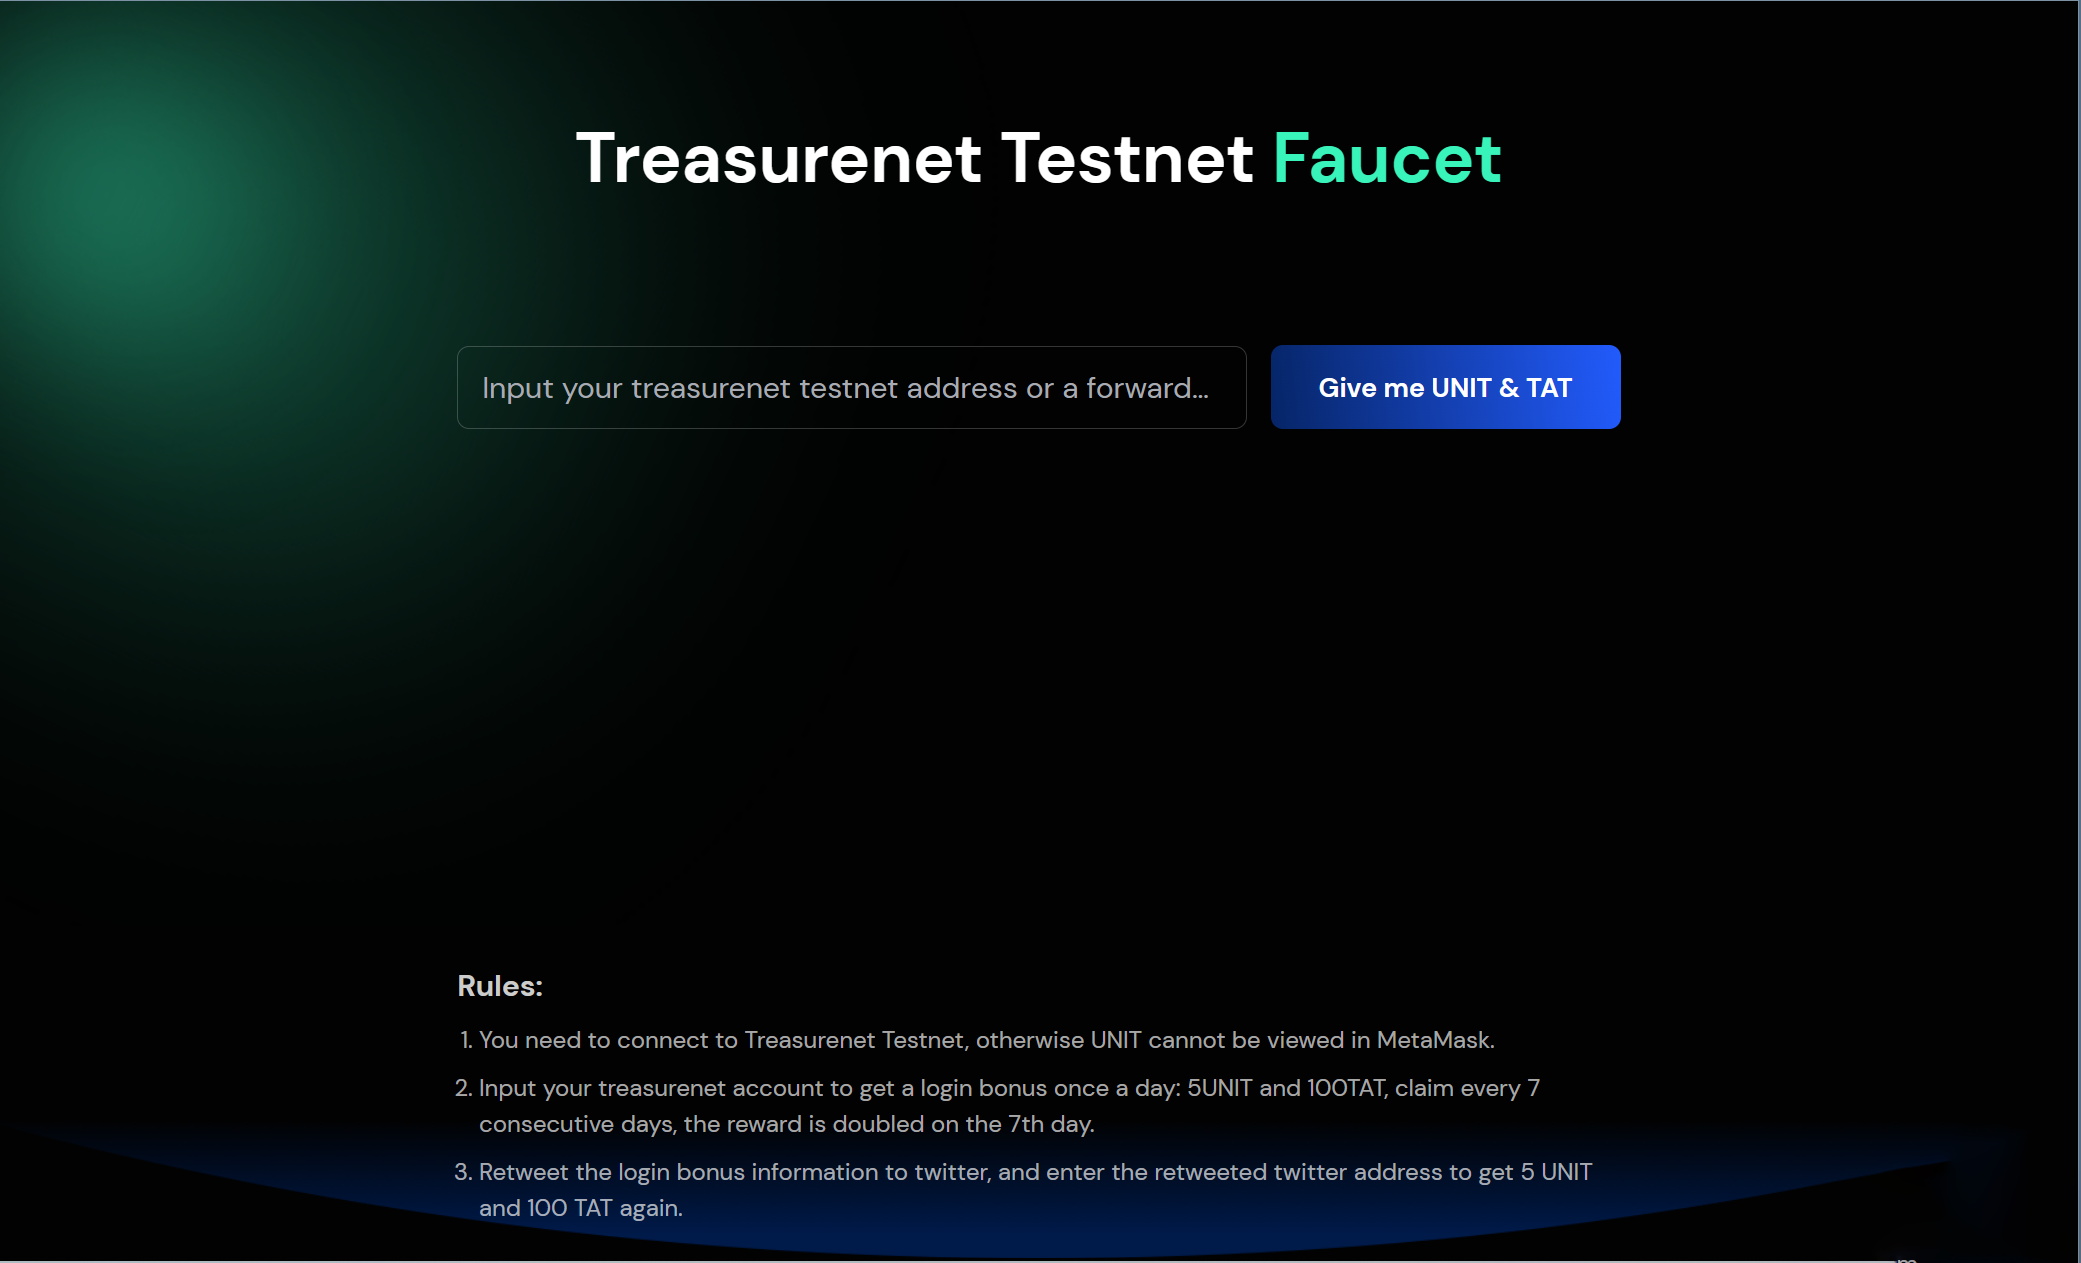 Treasurenet Testnet Faucet
Input your treasurenet testnet address or a forward...
Give me UNIT & TAT
Rules:
1. You need to connect to Treasurenet Testnet, otherwise UNIT cannot be viewed in MetaMask.
2. Input your treasurenet account to get a login bonus once a day: 5UNIT and 100TAT, claim every 7
consecutive days, the reward is doubled on the 7th day.
3. Retweet the login bonus information to twitter, and enter the retweeted twitter address to get 5 UNIT
and 100 TAT again.